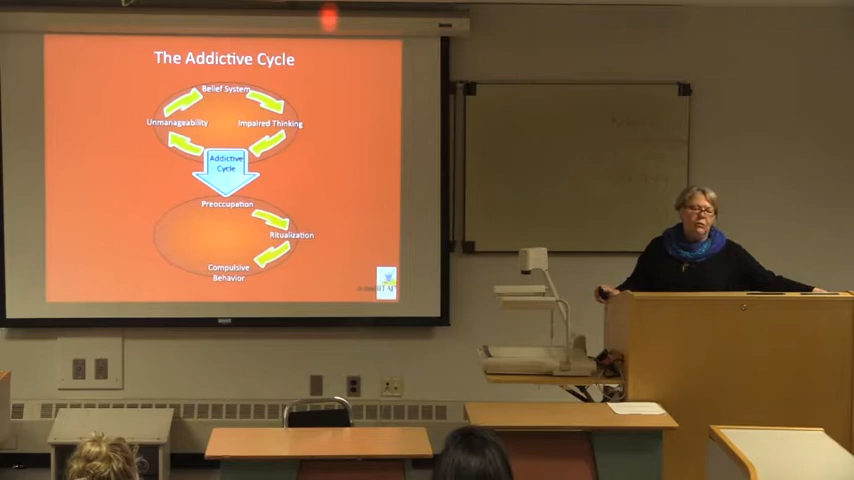 The Addictive Cycle
Belief System
Unmanageability
Impaired Thinking
Addictive
Cycle
Preoccupation
Ritualization
Compulsive
Behavior